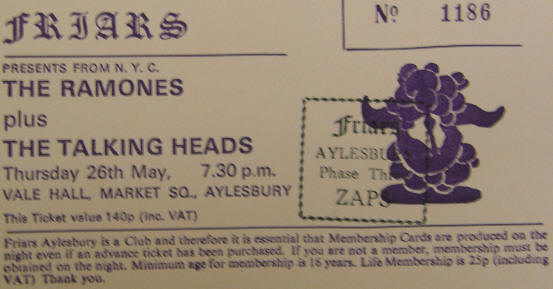 FRIARS
Nº 1186
PRESENTS FROM N.Y.C.
THE RAMONES
plus
THE TALKING HEADS
Thursday 26th May, 7.30 p.m.
VALE HALL, MARKET SQ., AYLESBURY
This Ticket value 140p (inc. VAT)
Friars
AYLESBU
Phase Th
ZAPS
Friars Aylesbury is a Club and therefore it is essential that Membership Cards are produced on the
night even if an advance ticket has been purchased. If you are not a member, membership must be
obtained on the night. Minimum age for membership is 16 years. Life Membership is 25p (including
VAT) Thank you.